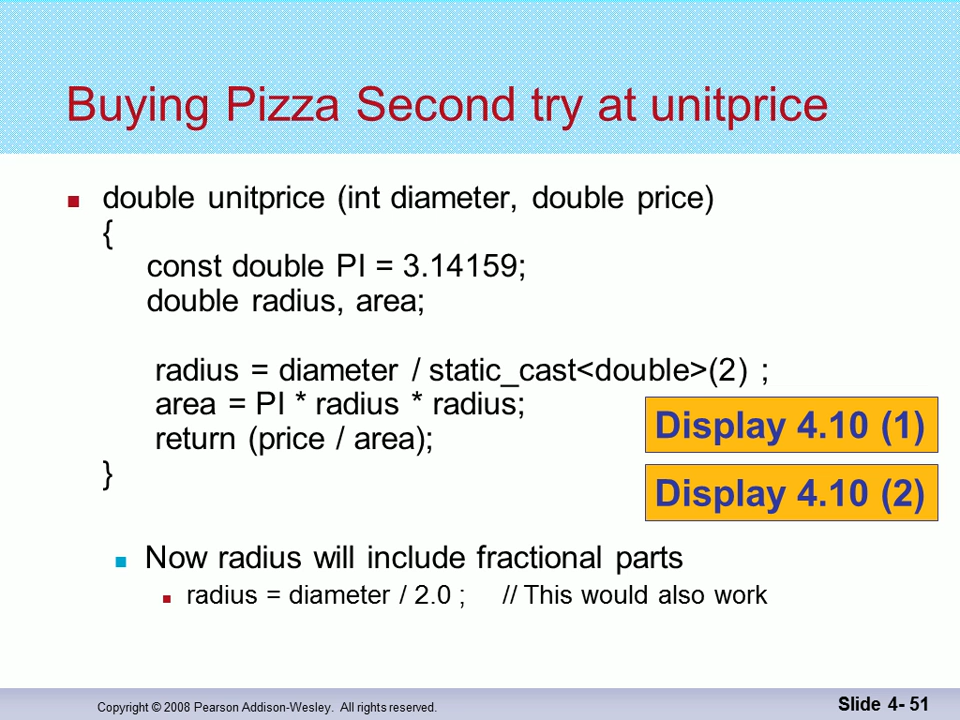 Buying Pizza Second try at unitprice
double unitprice (int diameter, double price)
{
const double PI = 3.14159;
double radius, area;
radius = diameter / static_cast<double>(2) ;
area = PI * radius * radius;
return (price / area);
}
Display 4.10 (1)
Display 4.10 (2)
Now radius will include fractional parts
radius = diameter / 2.0 ; // This would also work
Copyright © 2008 Pearson Addison-Wesley. All rights reserved.
Slide 4- 51